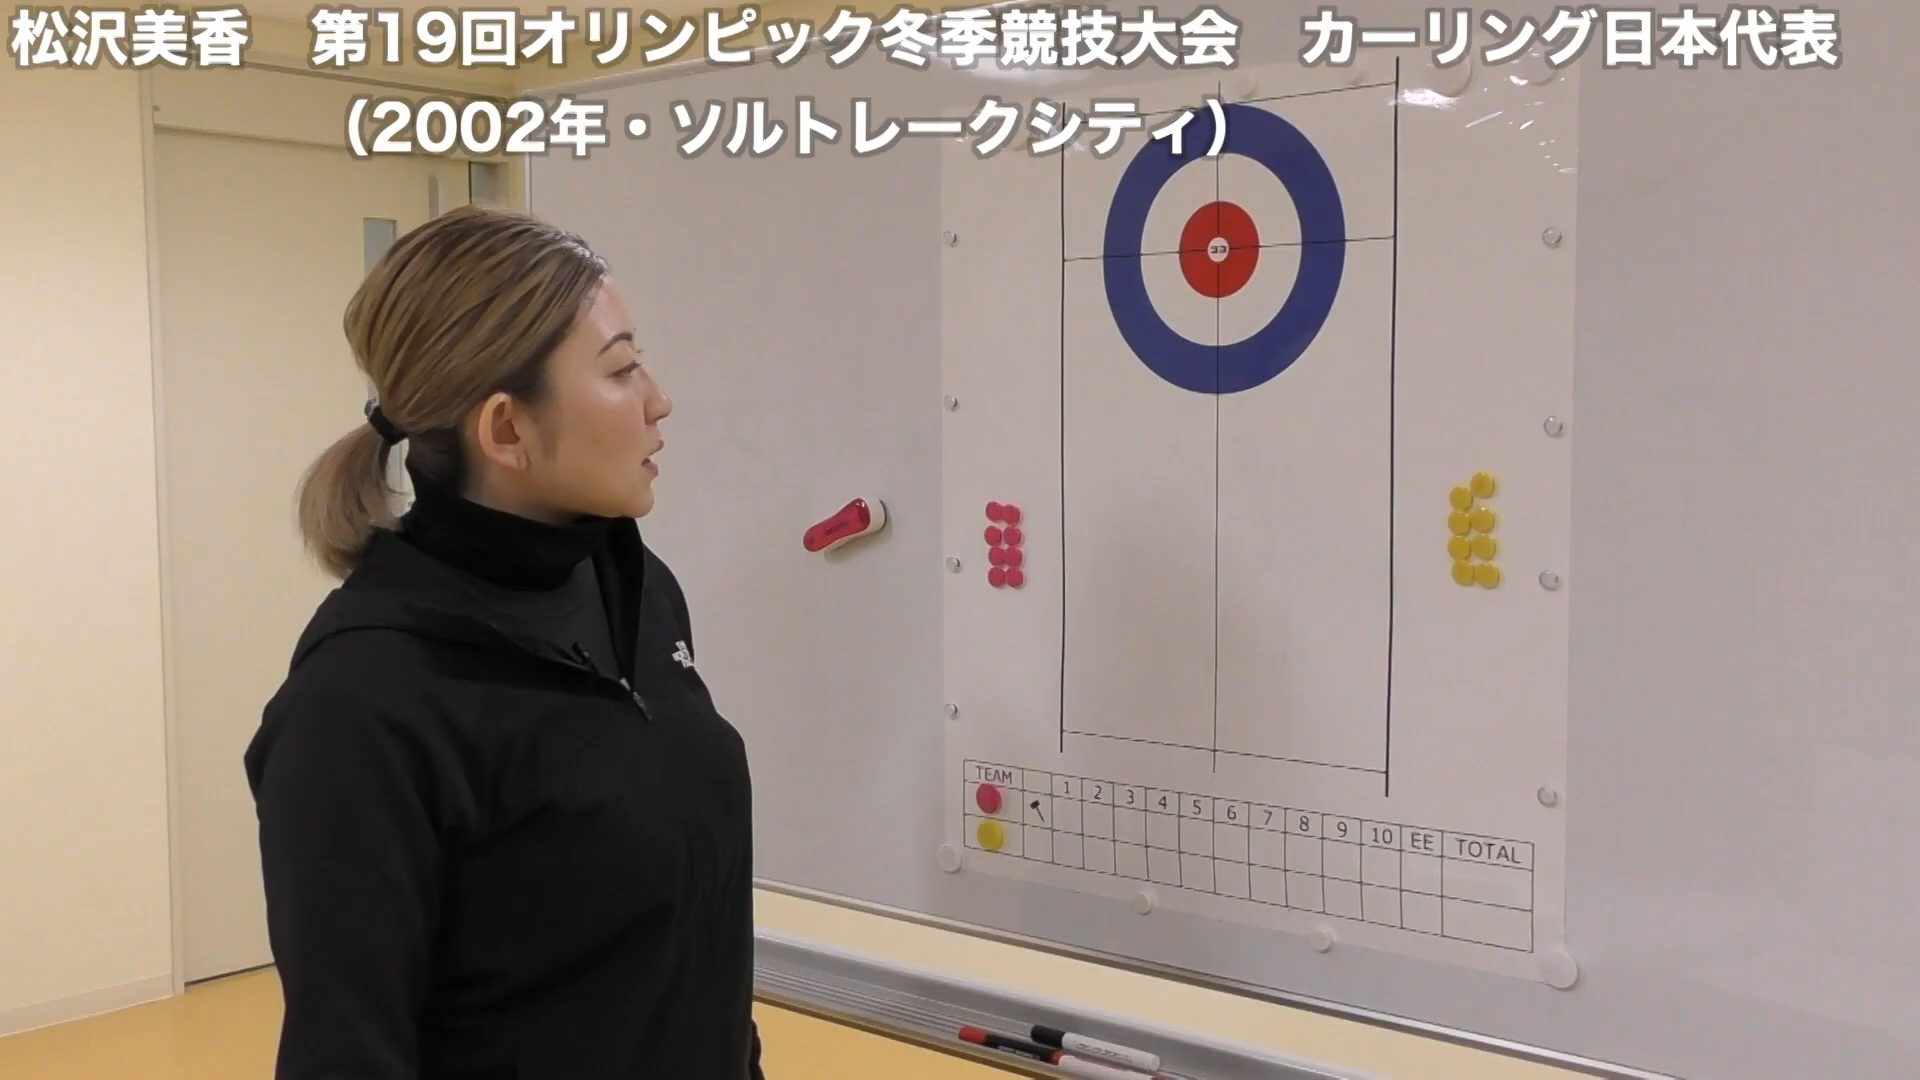 松沢美香　第19回オリンピック冬季競技大会　カーリング日本代表
（2002年・ソルトレークシティ）
TEAM 1 2 3 4 5 6 7 8 9 10 EE TOTAL